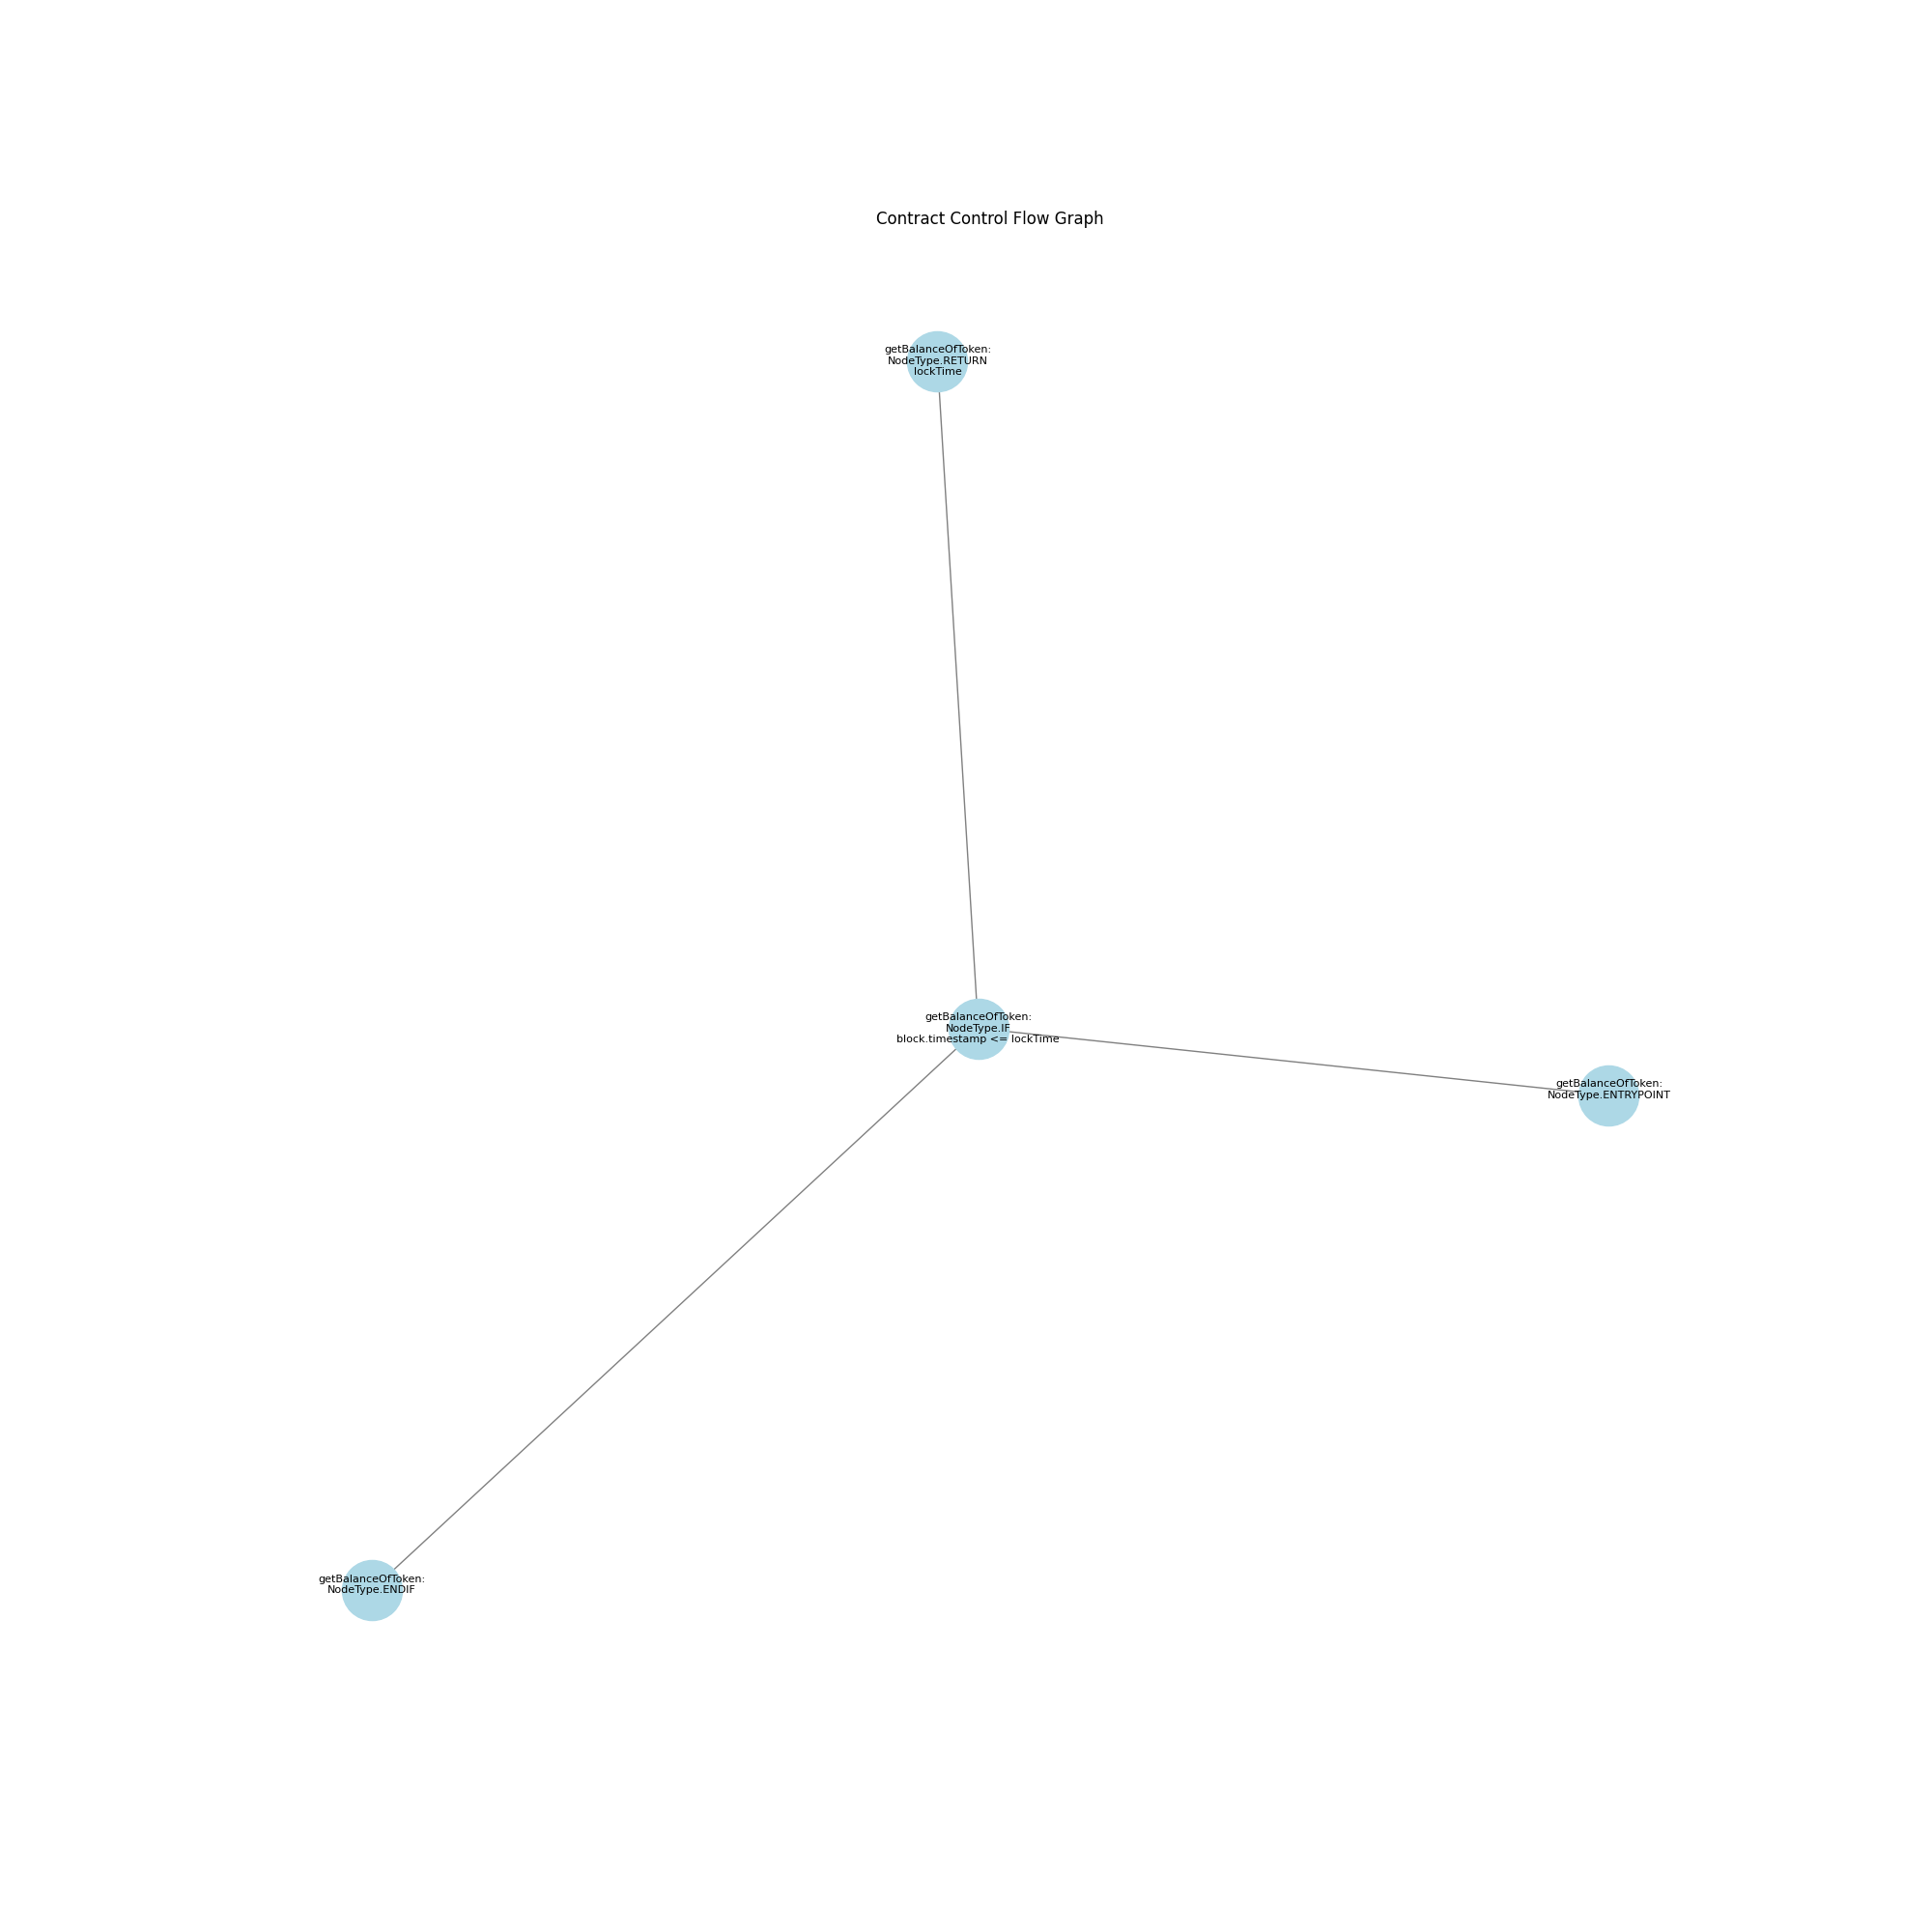 Contract Control Flow Graph
getBalanceOfToken:
NodeType.RETURN
lockTime
getBalanceOfToken:
NodeType.IF
block.timestamp <= lockTime
getBalanceOfToken:
NodeType.ENTRYPOINT
getBalanceOfToken:
NodeType.ENDIF